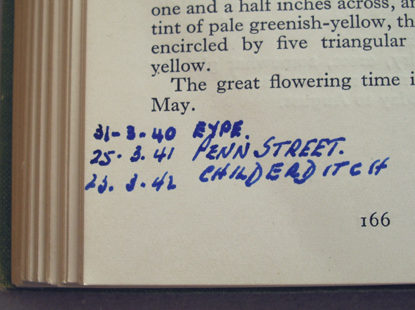 one and a half inches across, a
tint of pale greenish-yellow, th
encircled by five triangular
yellow.
The great flowering time i
May.
31-3-40 EYPE.
25.3.41 PENN STREET.
23.3.42 CHILDERDITCH
166